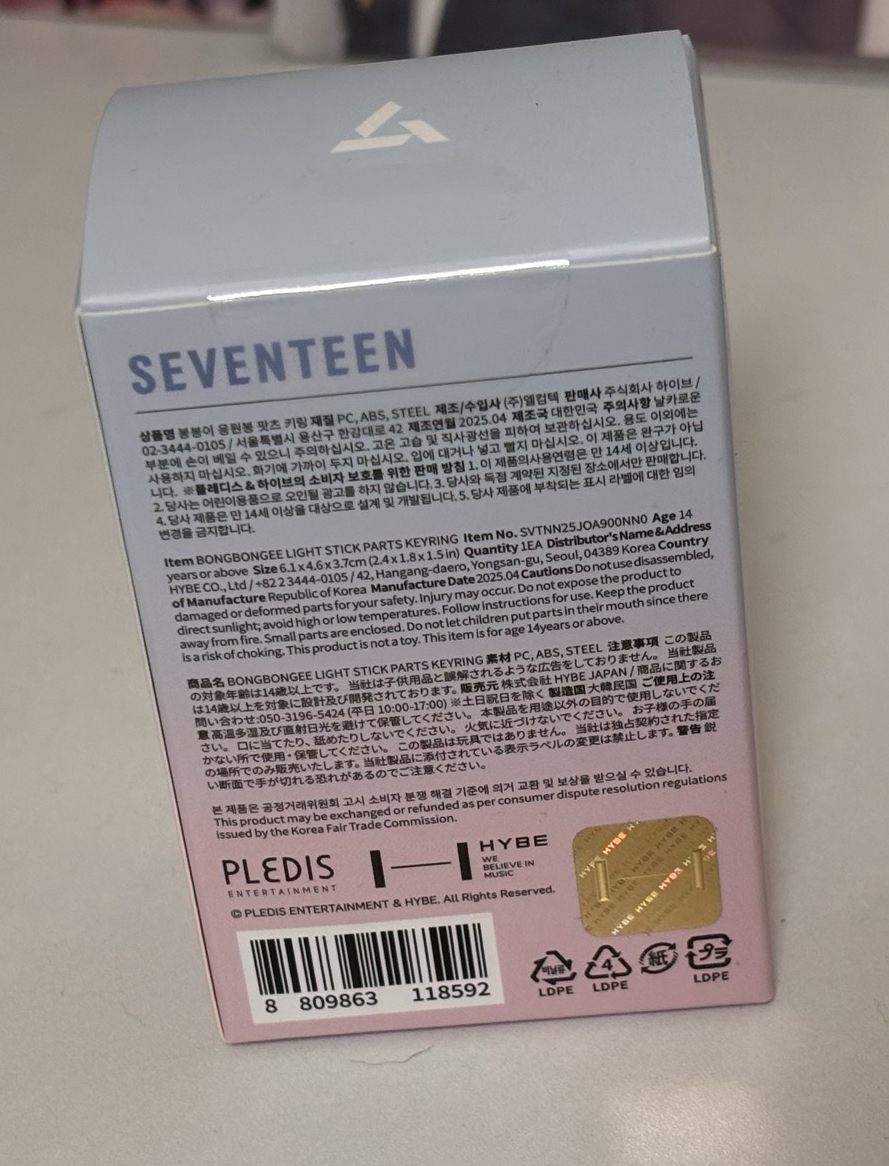 SEVENTEEN
상품명 봉봉이 응원봉 팟츠 키링 재질 PC, ABS, STEEL 제조/수입사 (주)엘컴텍 판매사 주식회사 하이브 /
02-3444-0105 / 서울특별시 용산구 한강대로 42 제조연월 2025.04 제조국 대한민국 주의사항 날카로운
부분에 손이 베일 수 있으니 주의하십시오. 고온 고습 및 직사광선을 피하여 보관하십시오. 용도 이외에는
사용하지 마십시오. 화기에 가까이 두지 마십시오. 입에 대거나 넣고 빨지 마십시오. 이 제품은 완구가 아닙
니다. ※플레디스 & 하이브의 소비자 보호를 위한 판매 방침 1. 이 제품의사용연령은 만 14세 이상입니다.
2. 당사는 어린이용품으로 오인될 광고를 하지 않습니다. 3. 당사와 독점 계약된 지정된 장소에서만 판매합니다.
4. 당사 제품은 만 14세 이상을 대상으로 설계 및 개발됩니다. 5. 당사 제품에 부착되는 표시 라벨에 대한 임의
변경을 금지합니다.
Item BONGBONGEE LIGHT STICK PARTS KEYRING Item No. SVTNN25JOA900NN0 Age 14
years or above Size 6.1 x 4.6 x 3.7cm (2.4 x 1.8 x 1.5 in) Quantity 1EA Distributor's Name&Address
HYBE CO., Ltd / +82 2 3444-0105 / 42, Hangang-daero, Yongsan-gu, Seoul, 04389 Korea Country
of Manufacture Republic of Korea Manufacture Date 2025.04 Cautions Do not use disassembled,
damaged or deformed parts for your safety. Injury may occur. Do not expose the product to
direct sunlight; avoid high or low temperatures. Follow instructions for use. Keep the product
away from fire. Small parts are enclosed. Do not let children put parts in their mouth since there
is a risk of choking. This product is not a toy. This item is for age 14years or above.
商品名 BONGBONGEE LIGHT STICK PARTS KEYRING 素材 PC, ABS, STEEL 注意事項 この製品
の対象年齢は14歳以上です。 当社は子供用品と誤解されるような広告をしておりません。 当社製品
は14歳以上を対象に設計及び開発されております。販売元 株式会社 HYBE JAPAN / 商品に関するお
問い合わせ:050-3196-5424 (平日 10:00-17:00) ※土日祝日を除く 製造国 大韓民国 ご使用上の注
意 高温多湿及び直射日光を避けて保管してください。 本製品を用途以外の目的で使用しないでくだ
さい。 口に当てたり、舐めたりしないでください。 火気に近づけないでください。 お子様の手の届
かない所で使用・保管してください。 この製品は玩具ではありません。 当社は独占契約された指定
の場所でのみ販売いたします。当社製品に添付されている表示ラベルの変更は禁止します。警告 鋭
い断面で手が切れる恐れがあるのでご注意ください。
본 제품은 공정거래위원회 고시 소비자 분쟁 해결 기준에 의거 교환 및 보상을 받으실 수 있습니다.
This product may be exchanged or refunded as per consumer dispute resolution regulations
issued by the Korea Fair Trade Commission.
PLEDIS
ENTERTAINMENT
HYBE
WE
BELIEVE IN
MUSIC
© PLEDIS ENTERTAINMENT & HYBE. All Rights Reserved.
HYBE HYBE HYBE
8 809863 118592
4 紙 プラ
LDPE LDPE LDPE